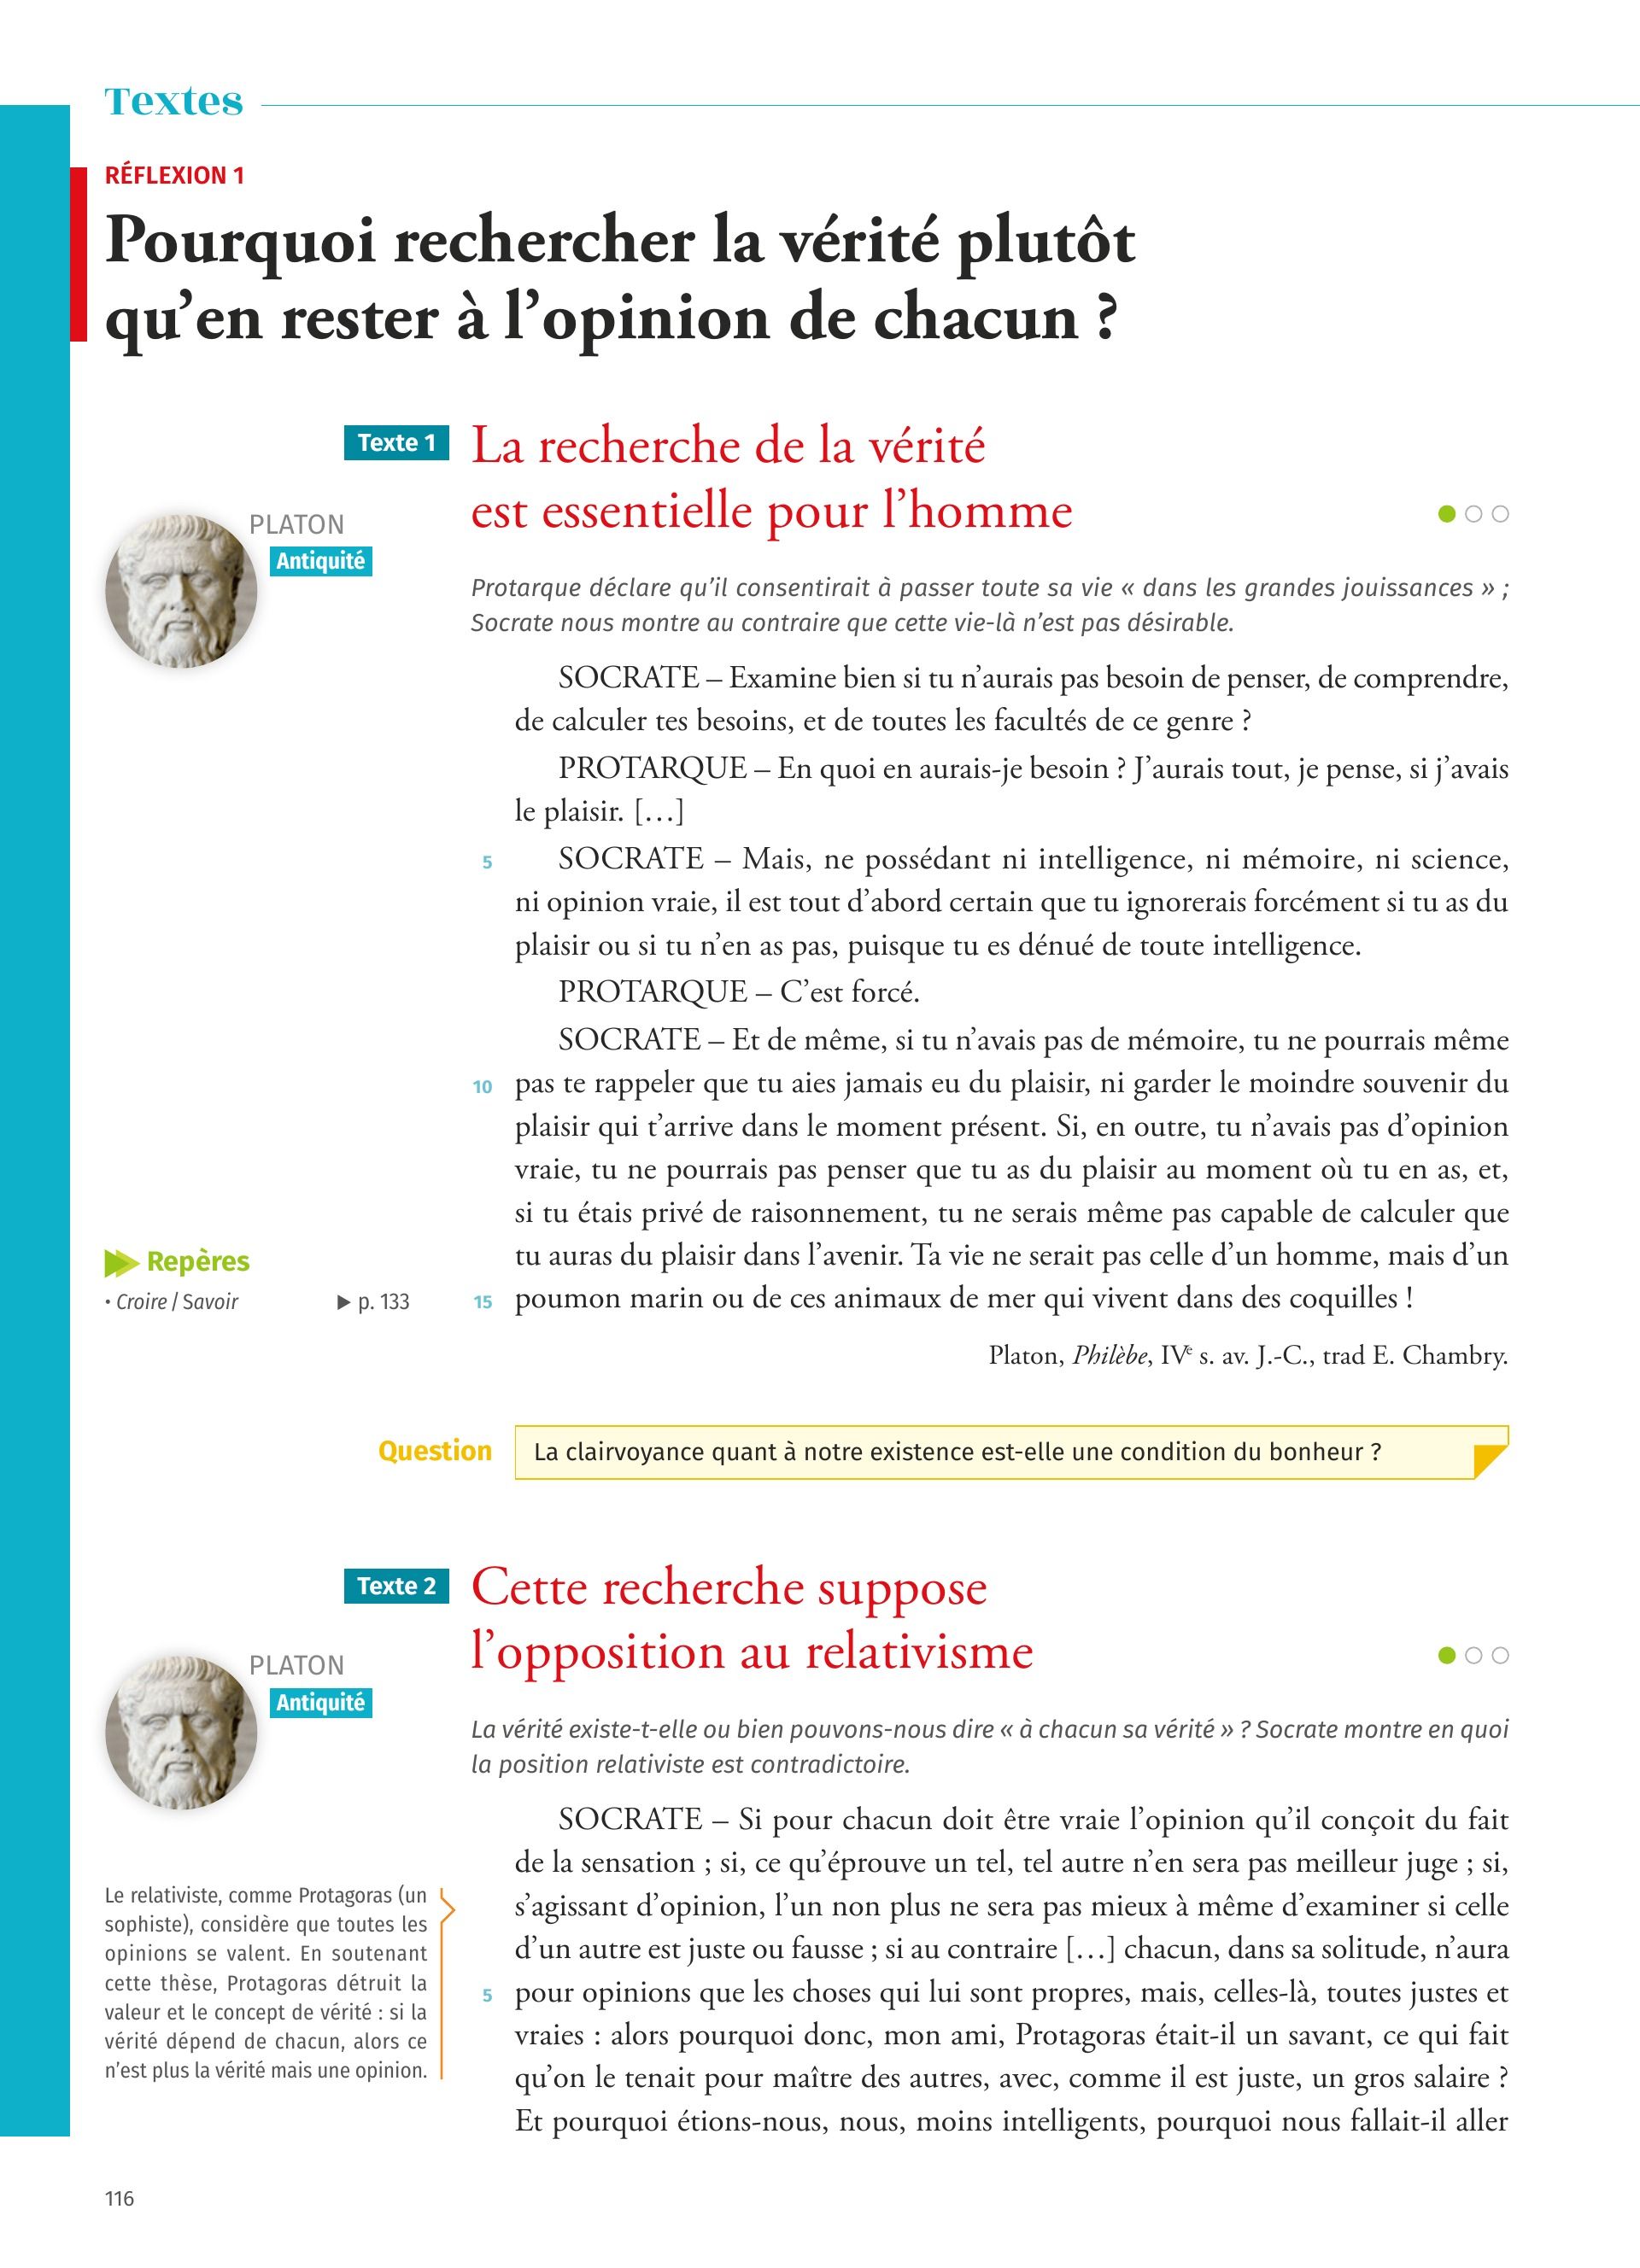 Textes
RÉFLEXION 1
Pourquoi rechercher la vérité plutôt
qu’en rester à l’opinion de chacun ?
Texte 1
La recherche de la vérité
est essentielle pour l’homme
PLATON
Antiquité
Protarque déclare qu’il consentirait à passer toute sa vie « dans les grandes jouissances » ;
Socrate nous montre au contraire que cette vie-là n’est pas désirable.
SOCRATE – Examine bien si tu n’aurais pas besoin de penser, de comprendre,
de calculer tes besoins, et de toutes les facultés de ce genre ?
PROTARQUE – En quoi en aurais-je besoin ? J’aurais tout, je pense, si j’avais
le plaisir. […]
5 SOCRATE – Mais, ne possédant ni intelligence, ni mémoire, ni science,
ni opinion vraie, il est tout d’abord certain que tu ignorerais forcément si tu as du
plaisir ou si tu n’en as pas, puisque tu es dénué de toute intelligence.
PROTARQUE – C’est forcé.
SOCRATE – Et de même, si tu n’avais pas de mémoire, tu ne pourrais même
10 pas te rappeler que tu aies jamais eu du plaisir, ni garder le moindre souvenir du
plaisir qui t’arrive dans le moment présent. Si, en outre, tu n’avais pas d’opinion
vraie, tu ne pourrais pas penser que tu as du plaisir au moment où tu en as, et,
si tu étais privé de raisonnement, tu ne serais même pas capable de calculer que
tu auras du plaisir dans l’avenir. Ta vie ne serait pas celle d’un homme, mais d’un
15 poumon marin ou de ces animaux de mer qui vivent dans des coquilles !
Platon, Philèbe, IVe s. av. J.-C., trad E. Chambry.
Repères
• Croire / Savoir ▶ p. 133
Question
La clairvoyance quant à notre existence est-elle une condition du bonheur ?
Texte 2
Cette recherche suppose
l’opposition au relativisme
PLATON
Antiquité
La vérité existe-t-elle ou bien pouvons-nous dire « à chacun sa vérité » ? Socrate montre en quoi
la position relativiste est contradictoire.
SOCRATE – Si pour chacun doit être vraie l’opinion qu’il conçoit du fait
de la sensation ; si, ce qu’éprouve un tel, tel autre n’en sera pas meilleur juge ; si,
s’agissant d’opinion, l’un non plus ne sera pas mieux à même d’examiner si celle
d’un autre est juste ou fausse ; si au contraire […] chacun, dans sa solitude, n’aura
5 pour opinions que les choses qui lui sont propres, mais, celles-là, toutes justes et
vraies : alors pourquoi donc, mon ami, Protagoras était-il un savant, ce qui fait
qu’on le tenait pour maître des autres, avec, comme il est juste, un gros salaire ?
Et pourquoi étions-nous, nous, moins intelligents, pourquoi nous fallait-il aller
Le relativiste, comme Protagoras (un
sophiste), considère que toutes les
opinions se valent. En soutenant
cette thèse, Protagoras détruit la
valeur et le concept de vérité : si la
vérité dépend de chacun, alors ce
n’est plus la vérité mais une opinion.
116